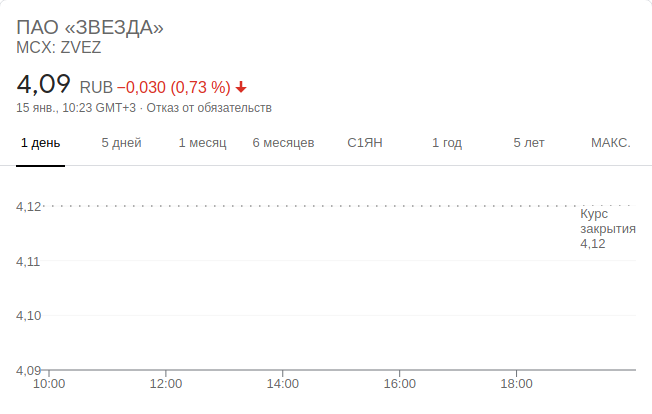 ПАО «ЗВЕЗДА»
MCX: ZVEZ
4,09 RUB −0,030 (0,73 %)
15 янв., 10:23 GMT+3 · Отказ от обязательств
1 день 5 дней 1 месяц 6 месяцев С1ЯН 1 год 5 лет МАКС.
4,12
Курс
закрытия
4,12
4,11
4,10
4,09
10:00 12:00 14:00 16:00 18:00